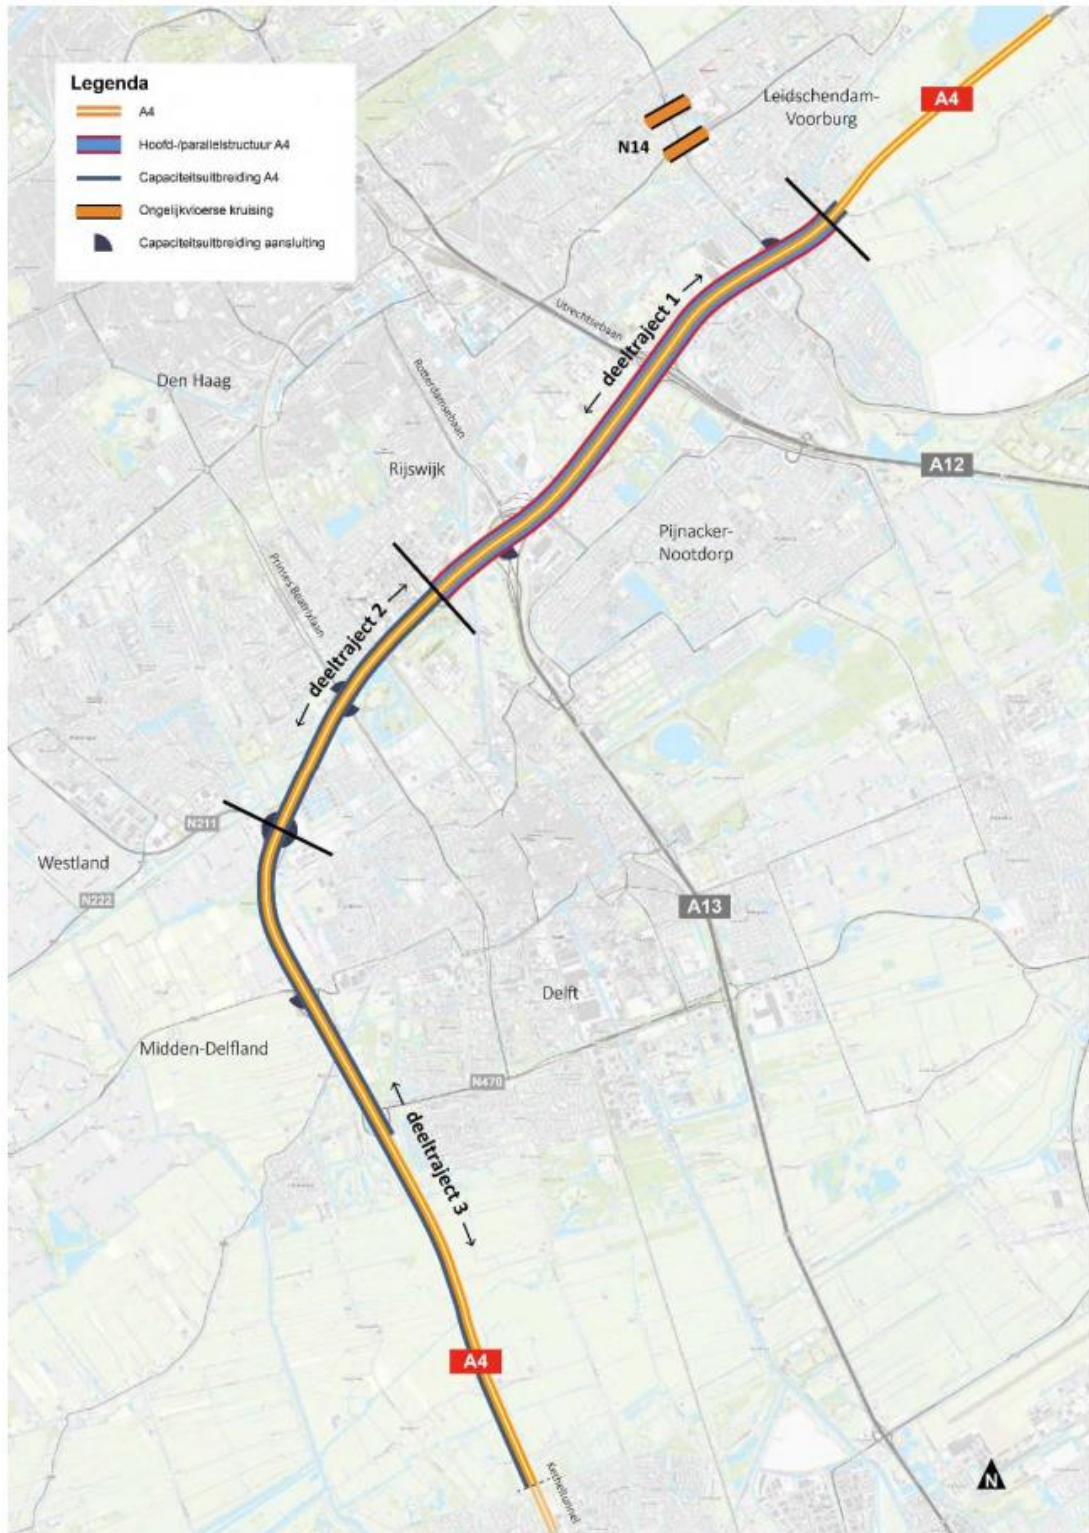 Legenda
A4
Hoofd-/parallelstructuur A4
Capaciteitsuitbreiding A4
Ongelijkvloerse kruising
Capaciteitsuitbreiding aansluiting
Leidschendam-
Voorburg
A4
N14
deeltraject 1
Utrechtsebaan
Den Haag
Rotterdamsebaan
Rijswijk
A12
Pijnacker-
Nootdorp
Prinses Beatrixlaan
deeltraject 2
N211
Westland
N222
A13
Delft
Midden-Delfland
N470
deeltraject 3
A4
Ketheltunnel
N